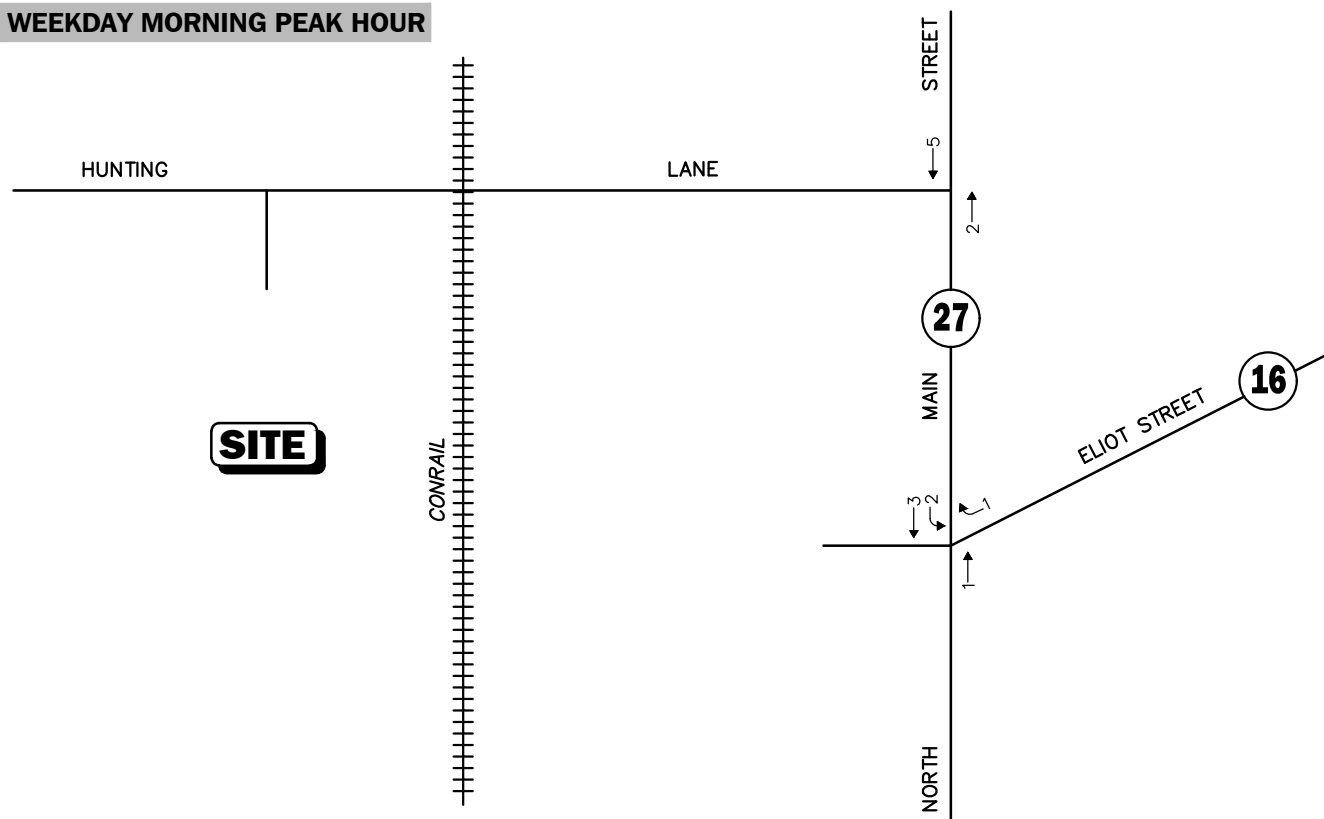 WEEKDAY MORNING PEAK HOUR
STREET
5
HUNTING
LANE
2
27
MAIN
16
ELIOT STREET
SITE
CONRAIL
3
2
1
1
NORTH